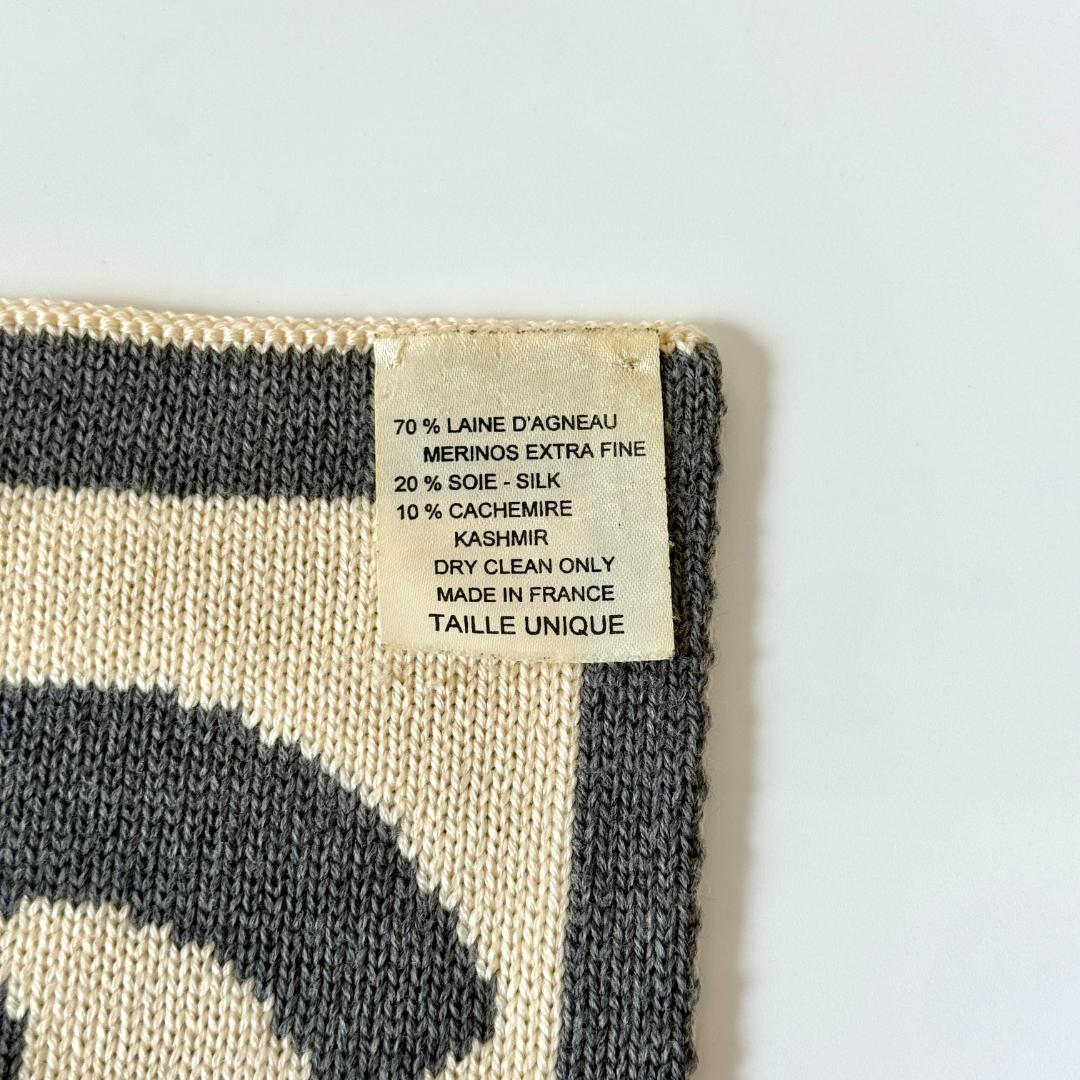 70 % LAINE D'AGNEAU
MERINOS EXTRA FINE
20 % SOIE - SILK
10 % CACHEMIRE
KASHMIR
DRY CLEAN ONLY
MADE IN FRANCE
TAILLE UNIQUE